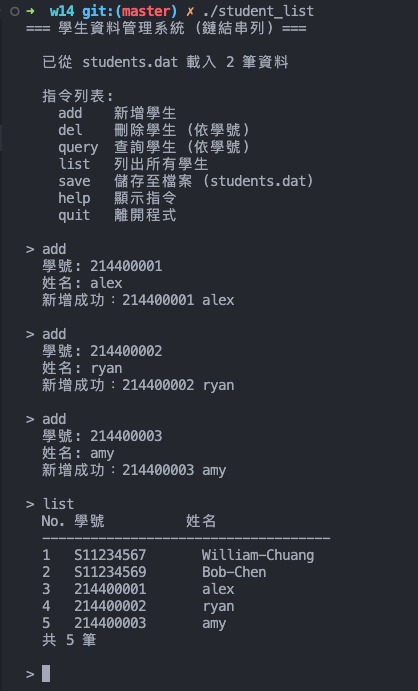 → w14 git:(master) ✗ ./student_list
=== 學生資料管理系統 (鏈結串列) ===
已從 students.dat 載入 2 筆資料
指令列表:
add 新增學生
del 刪除學生 (依學號)
query 查詢學生 (依學號)
list 列出所有學生
save 儲存至檔案 (students.dat)
help 顯示指令
quit 離開程式
> add
學號: 214400001
姓名: alex
新增成功：214400001 alex
> add
學號: 214400002
姓名: ryan
新增成功：214400002 ryan
> add
學號: 214400003
姓名: amy
新增成功：214400003 amy
> list
No. 學號 姓名
------------------------------------
1 S11234567 William-Chuang
2 S11234569 Bob-Chen
3 214400001 alex
4 214400002 ryan
5 214400003 amy
共 5 筆
>